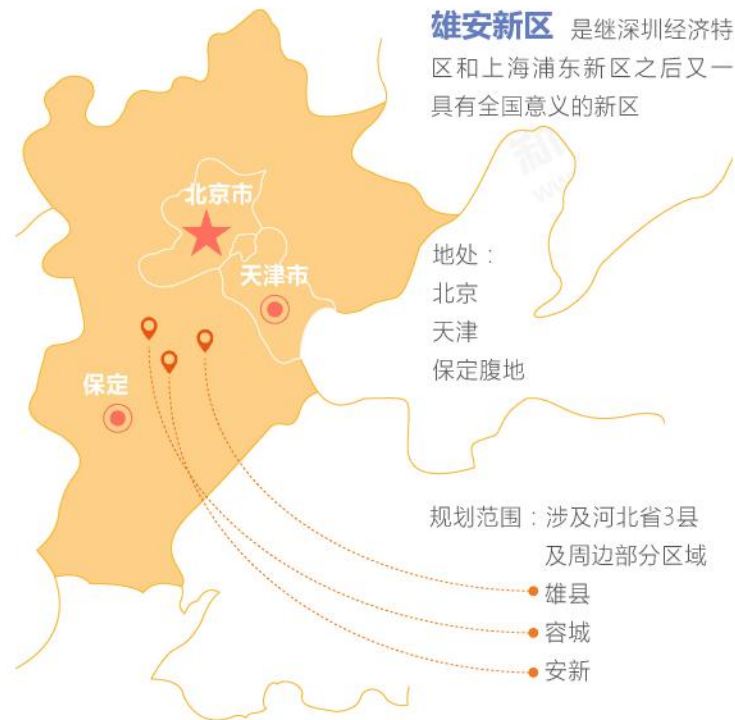 雄安新区 是继深圳经济特
区和上海浦东新区之后又一
具有全国意义的新区
北京市
天津市
保定
地处：
北京
天津
保定腹地
规划范围：涉及河北省3县
及周边部分区域
雄县
容城
安新